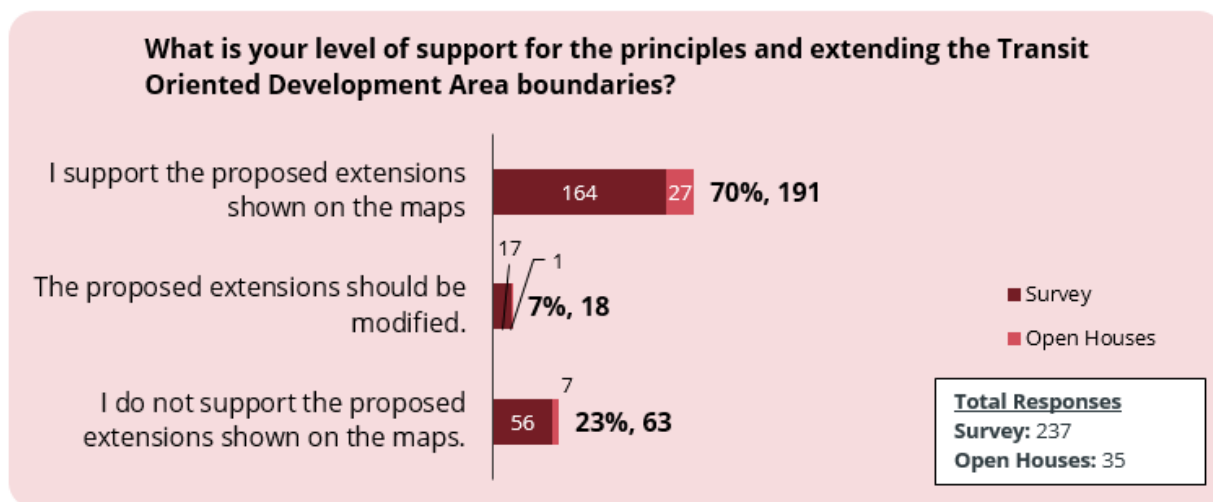 What is your level of support for the principles and extending the Transit
Oriented Development Area boundaries?
I support the proposed extensions
shown on the maps
164
27
70%, 191
The proposed extensions should be
modified.
17
1
7%, 18
I do not support the proposed
extensions shown on the maps.
56
7
23%, 63
Survey
Open Houses
Total Responses
Survey: 237
Open Houses: 35